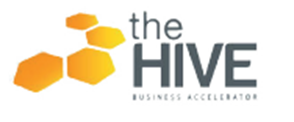 the
HIVE
BUSINESS ACCELERATOR